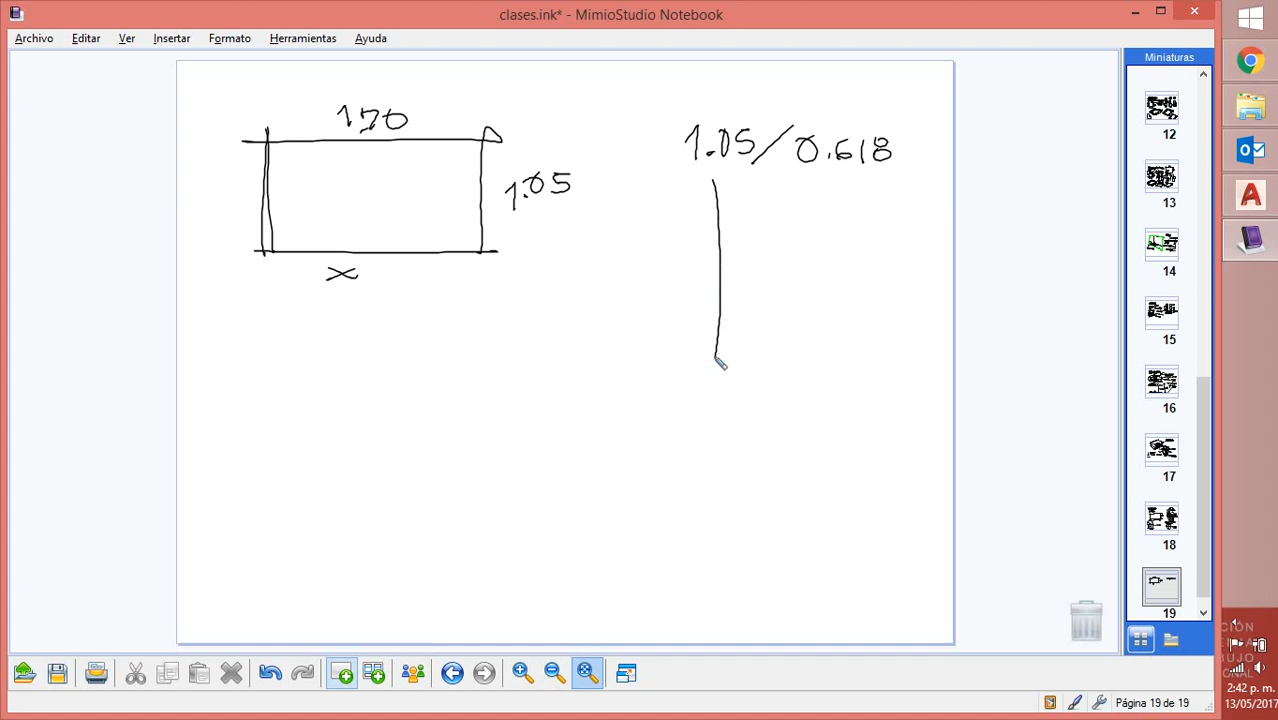 clases.ink* - MimioStudio Notebook
Archivo Editar Ver Insertar Formato Herramientas Ayuda
Miniaturas
1.70
1.05
x
1.05/0.618
12
13
14
15
16
17
18
19
Página 19 de 19
2:42 p. m.
13/05/2017